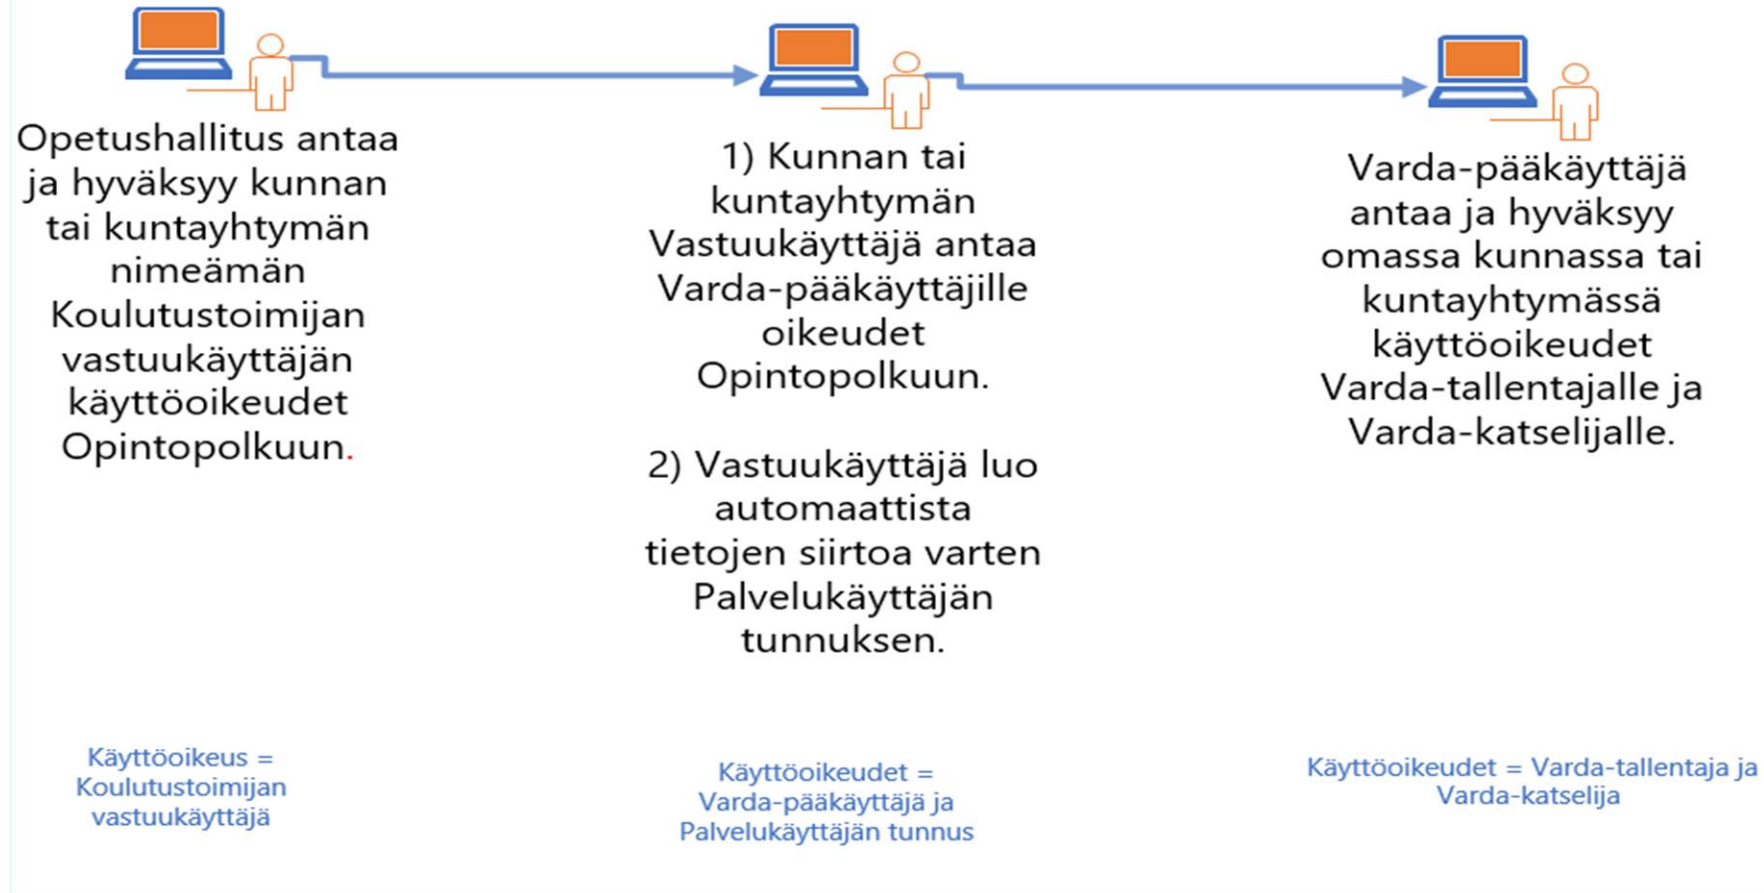 Opetushallitus antaa
ja hyväksyy kunnan
tai kuntayhtymän
nimeämän
Koulutustoimijan
vastuukäyttäjän
käyttöoikeudet
Opintopolkuun.
Käyttöoikeus =
Koulutustoimijan
vastuukäyttäjä
1) Kunnan tai
kuntayhtymän
Vastuukäyttäjä antaa
Varda-pääkäyttäjille
oikeudet
Opintopolkuun.
2) Vastuukäyttäjä luo
automaattista
tietojen siirtoa varten
Palvelukäyttäjän
tunnuksen.
Käyttöoikeudet =
Varda-pääkäyttäjä ja
Palvelukäyttäjän tunnus
Varda-pääkäyttäjä
antaa ja hyväksyy
omassa kunnassa tai
kuntayhtymässä
käyttöoikeudet
Varda-tallentajalle ja
Varda-katselijalle.
Käyttöoikeudet = Varda-tallentaja ja
Varda-katselija